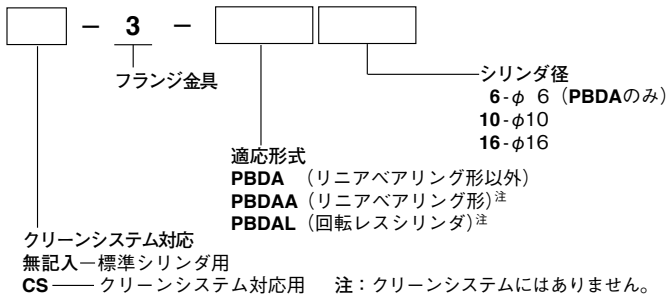 － 3 －
フランジ金具
シリンダ径
6-φ 6（PBDAのみ）
10-φ10
16-φ16
適応形式
PBDA （リニアベアリング形以外）
PBDAA（リニアベアリング形）注
PBDAL（回転レスシリンダ）注
クリーンシステム対応
無記入―標準シリンダ用
CS―― クリーンシステム対応用 注：クリーンシステムにはありません。